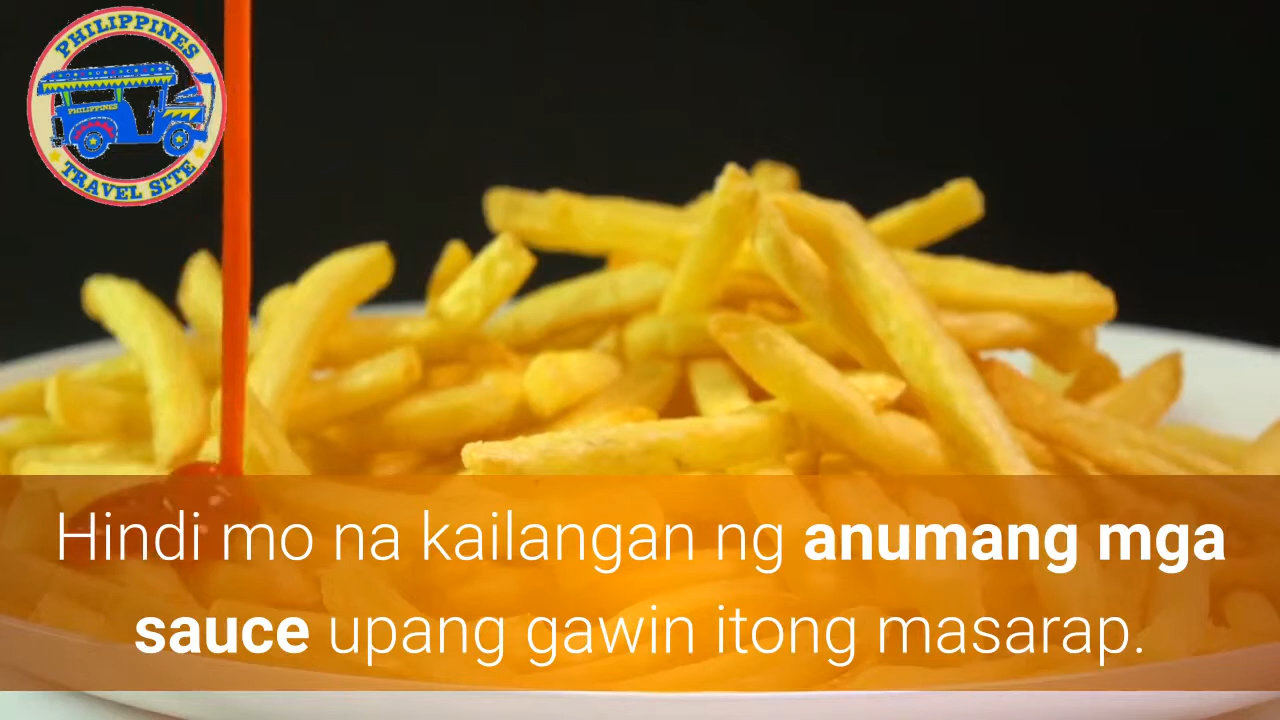 PHILIPPINES
PHILIPPINES
TRAVEL SITE
Hindi mo na kailangan ng anumang mga
sauce upang gawin itong masarap.